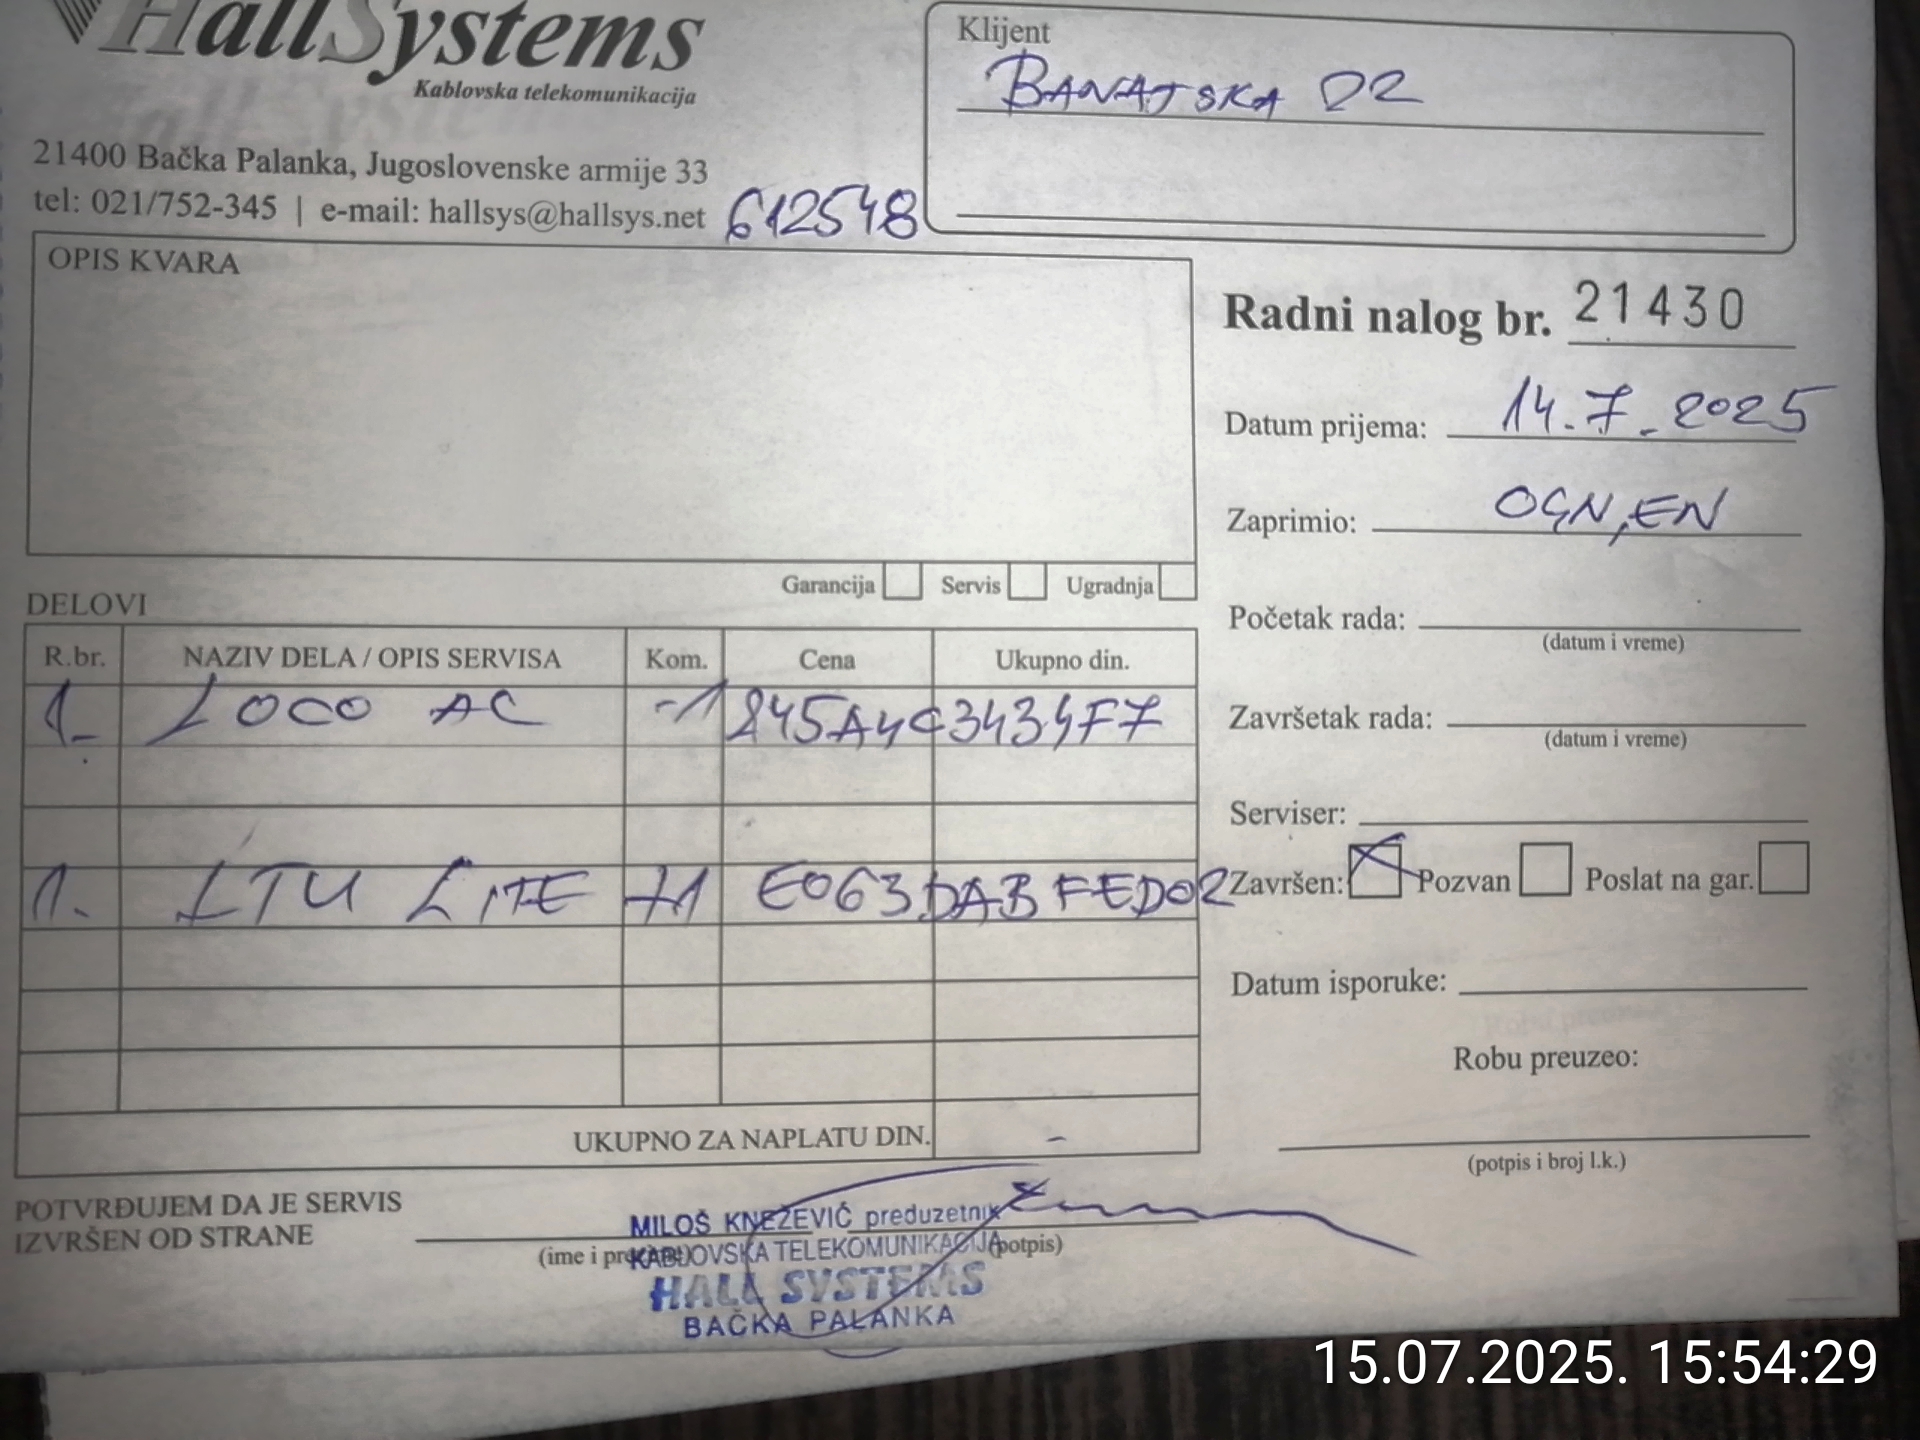 HallSystems
Kablovska telekomunikacija
21400 Bačka Palanka, Jugoslovenske armije 33
tel: 021/752-345 | e-mail: hallsys@hallsys.net 612548
Klijent
BANATSKA
OPIS KVARA
Garancija Servis Ugradnja
Radni nalog br. 21430
Datum prijema: 14.7.2025
Zaprimio: OGN,EN
Početak rada:
(datum i vreme)
Završetak rada:
(datum i vreme)
Serviser:
Završen: Pozvan Poslat na gar.
Datum isporuke:
Robu preuzeo:
(potpis i broj l.k.)
DELOVI
R.br. NAZIV DELA / OPIS SERVISA Kom. Cena Ukupno din.
1. LOCO AC -1 245A4C3434F7
1. LTU LITE +1 E063DABFED02
UKUPNO ZA NAPLATU DIN. -
POTVRĐUJEM DA JE SERVIS
IZVRŠEN OD STRANE
(ime i prezime) (potpis)
MILOŠ KNEŽEVIĆ preduzetnik
KABLOVSKA TELEKOMUNIKACIJA
HALL SYSTEMS
BAČKA PALANKA
15.07.2025. 15:54:29